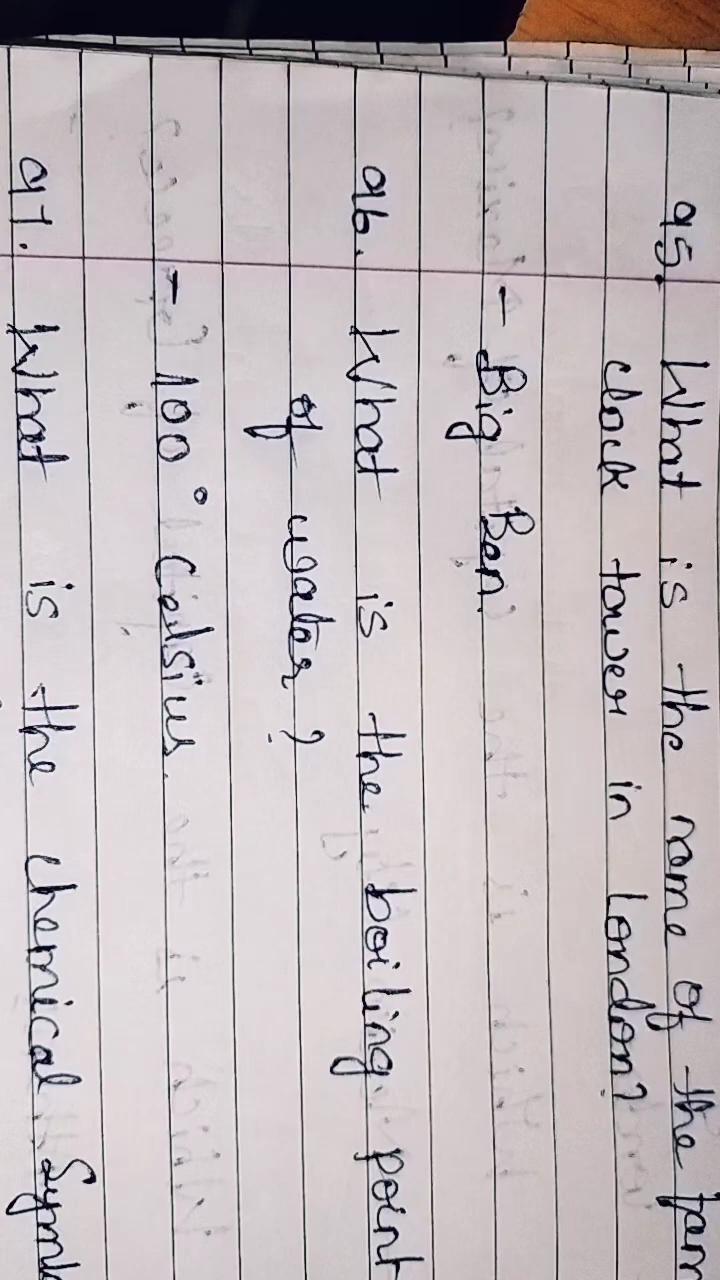 95. What is the name of the fam
clock tower in London?
- Big Ben.
96. What is the boiling point
of water?
- 100° Celsius.
97. What is the chemical Symb